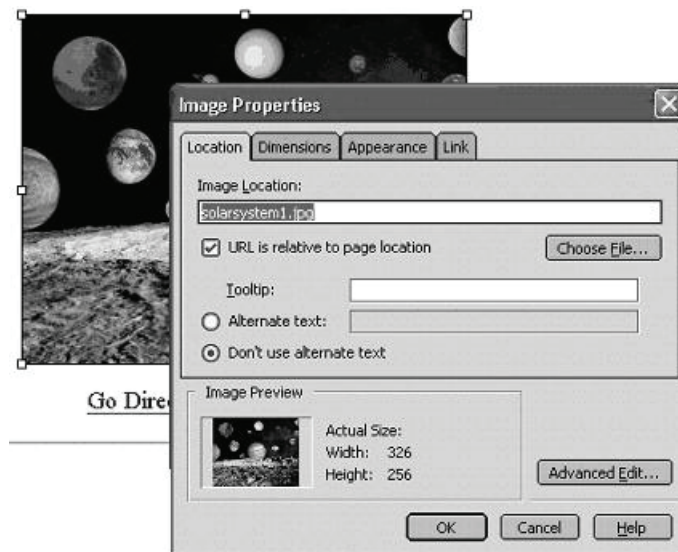 Image Properties
Location Dimensions Appearance Link
Image Location:
solarsystem1.jpg
URL is relative to page location Choose File...
Tooltip:
Alternate text:
Don't use alternate text
Go Direc
Image Preview
Actual Size:
Width: 326
Height: 256
Advanced Edit...
OK Cancel Help